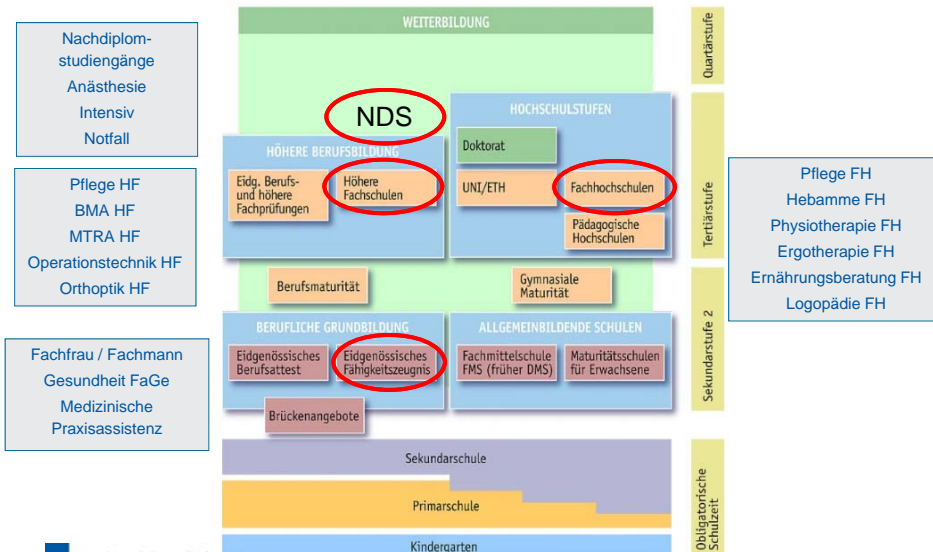 Nachdiplom-
studiengänge
Anästhesie
Intensiv
Notfall
Pflege HF
BMA HF
MTRA HF
Operationstechnik HF
Orthoptik HF
Fachfrau / Fachmann
Gesundheit FaGe
Medizinische
Praxisassistenz
WEITERBILDUNG
NDS
HÖHERE BERUFSBILDUNG
Eidg. Berufs-
und höhere
Fachprüfungen
Höhere
Fachschulen
HOCHSCHULSTUFEN
Doktorat
UNI/ETH
Fachhochschulen
Pädagogische
Hochschulen
Berufsmaturität
Gymnasiale
Maturität
BERUFLICHE GRUNDBILDUNG
Eidgenössisches
Berufsattest
Eidgenössisches
Fähigkeitszeugnis
Brückenangebote
ALLGEMEINBILDENDE SCHULEN
Fachmittelschule
FMS (früher DMS)
Maturitätsschulen
für Erwachsene
Sekundarschule
Primarschule
Kindergarten
Quartärstufe
Tertiärstufe
Sekundarstufe 2
Obligatorische
Schulzeit
Pflege FH
Hebamme FH
Physiotherapie FH
Ergotherapie FH
Ernährungsberatung FH
Logopädie FH